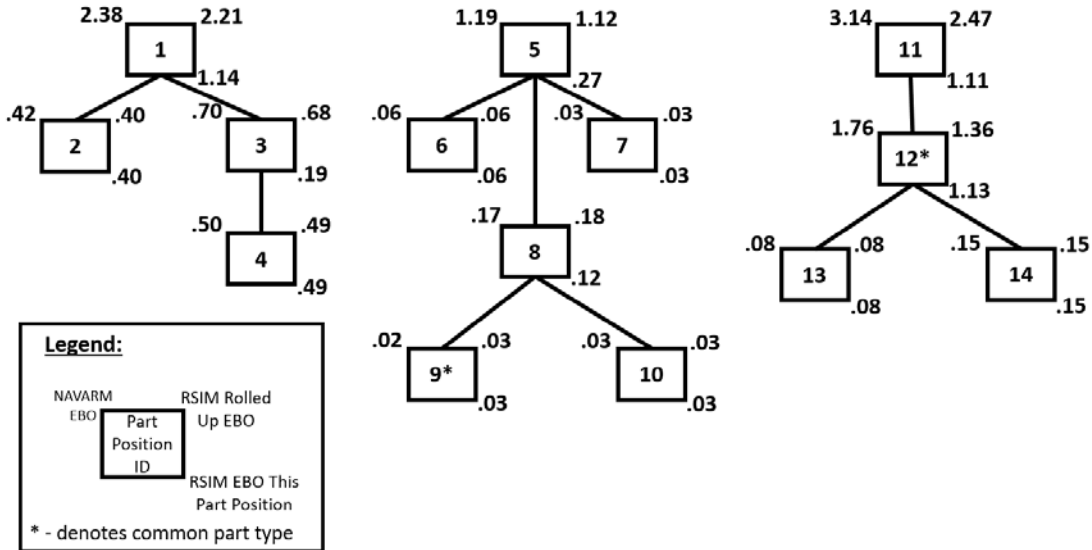 2.38 2.21 1.19 1.12 3.14 2.47
1 5 11
1.14 .27 1.11
.42 .40 .70 .68 .06 .06 .03 .03 1.76 1.36
2 3 6 7 12*
.40 .19 .06 .03 1.13
.50 .49 .17 .18 .08 .08 .15 .15
4 8 13 14
.49 .12 .08 .15
.02 .03 .03 .03
9* 10
.03 .03
Legend:
NAVARM
EBO
RSIM Rolled
Up EBO
Part
Position
ID
RSIM EBO This
Part Position
* - denotes common part type